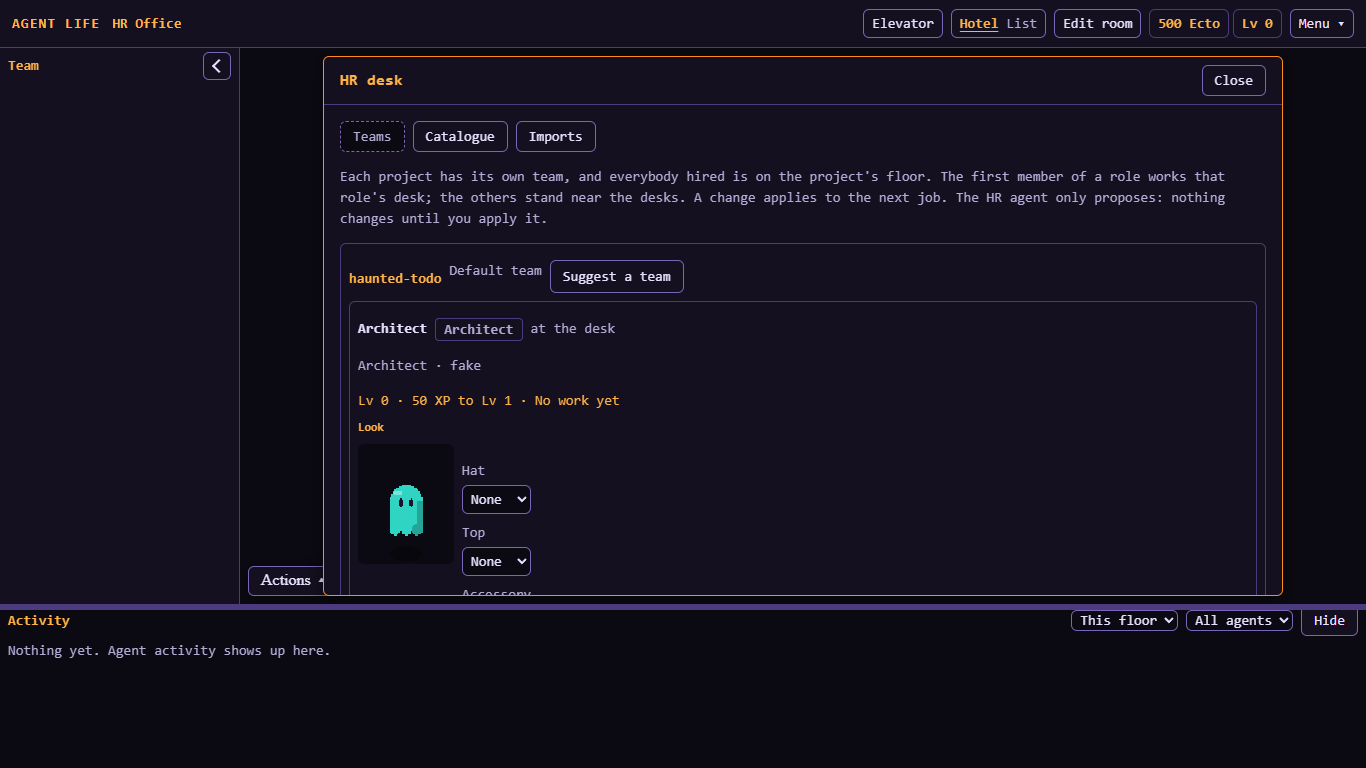 AGENT LIFE HR Office
Elevator
Hotel List
Edit room
500 Ecto
Lv 0
Menu ▾
Team
HR desk
Close
Teams
Catalogue
Imports
Each project has its own team, and everybody hired is on the project's floor. The first member of a role works that
role's desk; the others stand near the desks. A change applies to the next job. The HR agent only proposes: nothing
changes until you apply it.
haunted-todo Default team
Suggest a team
Architect Architect at the desk
Architect · fake
Lv 0 · 50 XP to Lv 1 · No work yet
Look
Hat
None
Top
None
Accessory
Actions
Activity
This floor
All agents
Hide
Nothing yet. Agent activity shows up here.